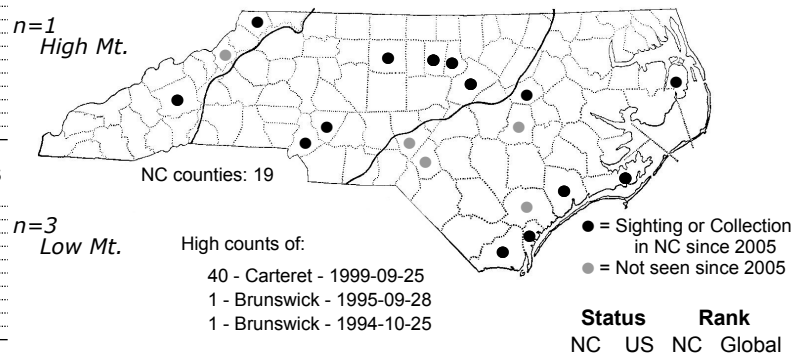 n=1
High Mt.
NC counties: 19
n=3
Low Mt.
High counts of:
40 - Carteret - 1999-09-25
1 - Brunswick - 1995-09-28
1 - Brunswick - 1994-10-25
= Sighting or Collection
in NC since 2005
= Not seen since 2005
Status Rank
NC US NC Global